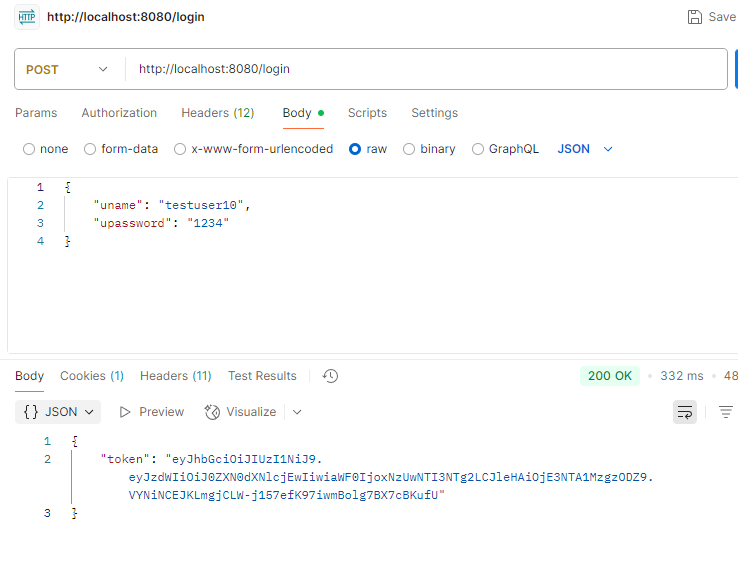 HTTP http://localhost:8080/login Save
POST http://localhost:8080/login
Params Authorization Headers (12) Body Scripts Settings
none form-data x-www-form-urlencoded raw binary GraphQL JSON
1 {
2 "uname": "testuser10",
3 "upassword": "1234"
4 }
Body Cookies (1) Headers (11) Test Results 200 OK • 332 ms • 48
{} JSON Preview Visualize
1 {
2 "token": "eyJhbGciOiJIUzI1NiJ9.
eyJzdWIiOiJ0ZXN0dXNlcjEwIiwiaWF0IjoxNzUwNTI3NTg2LCJleHAiOjE3NTA1MzgzODZ9.
VYNiNCEJKLmgjCLW-j157efK97iwmBolg7BX7cBKufU"
3 }